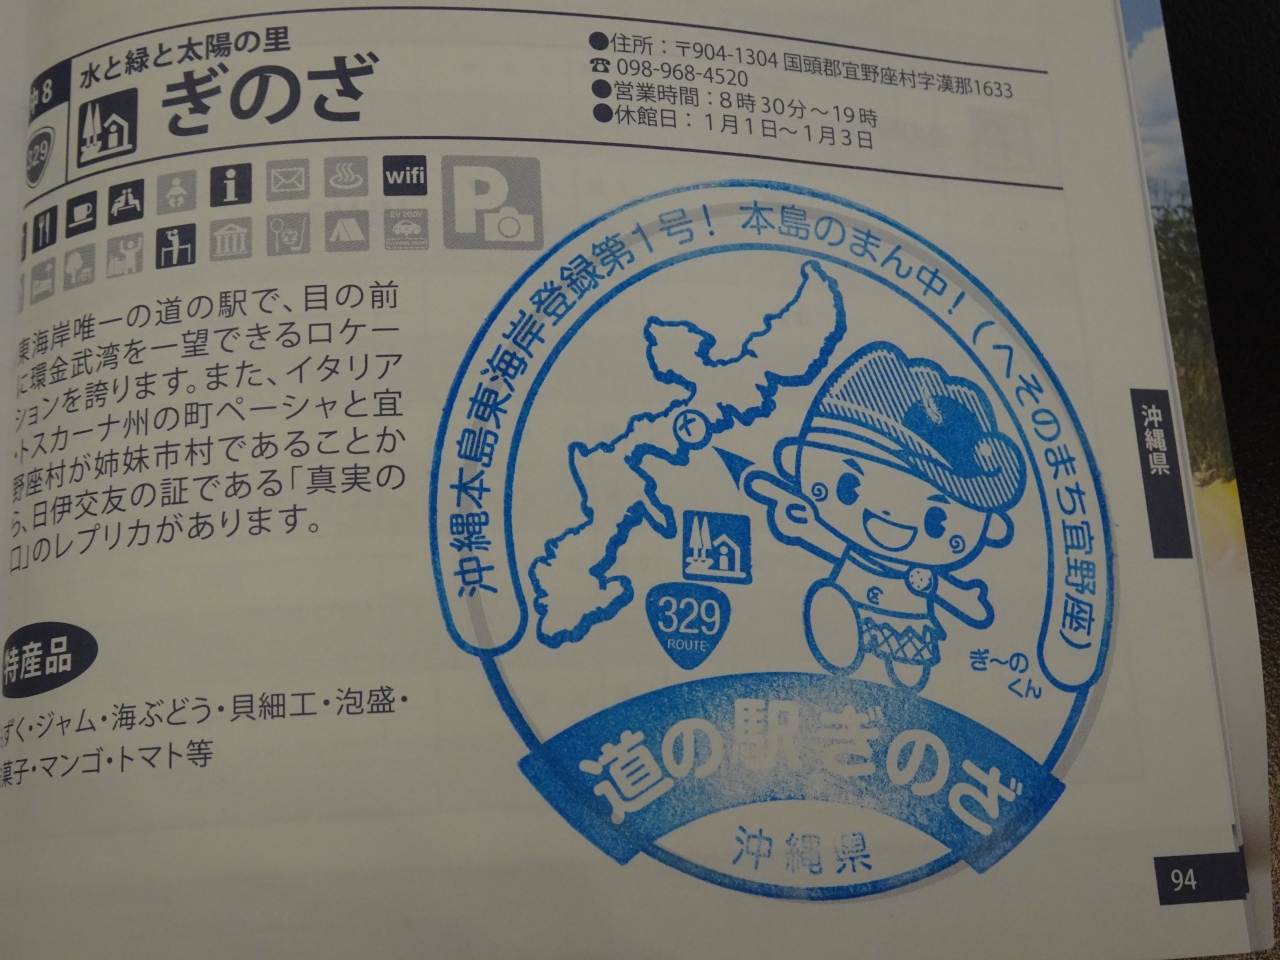 沖8
329
水と緑と太陽の里
ぎのざ
●住所：〒904-1304 国頭郡宜野座村字漢那1633
☎ 098-968-4520
●営業時間：8時30分～19時
●休館日：1月1日～1月3日
wifi
EV 200V
P
東海岸唯一の道の駅で、目の前
に環金武湾を一望できるロケー
ションを誇ります。また、イタリア
・トスカーナ州の町ペーシャと宜
野座村が姉妹市村であることか
ら、日伊交友の証である「真実の
口」のレプリカがあります。
特産品
ずく・ジャム・海ぶどう・貝細工・泡盛・
菓子・マンゴ・トマト等
沖縄本島東海岸登録第1号！ 本島のまん中！（へそのまち宜野座）
329
ROUTE
ぎ～の
くん
道の駅ぎのざ
沖縄県
沖縄県
94